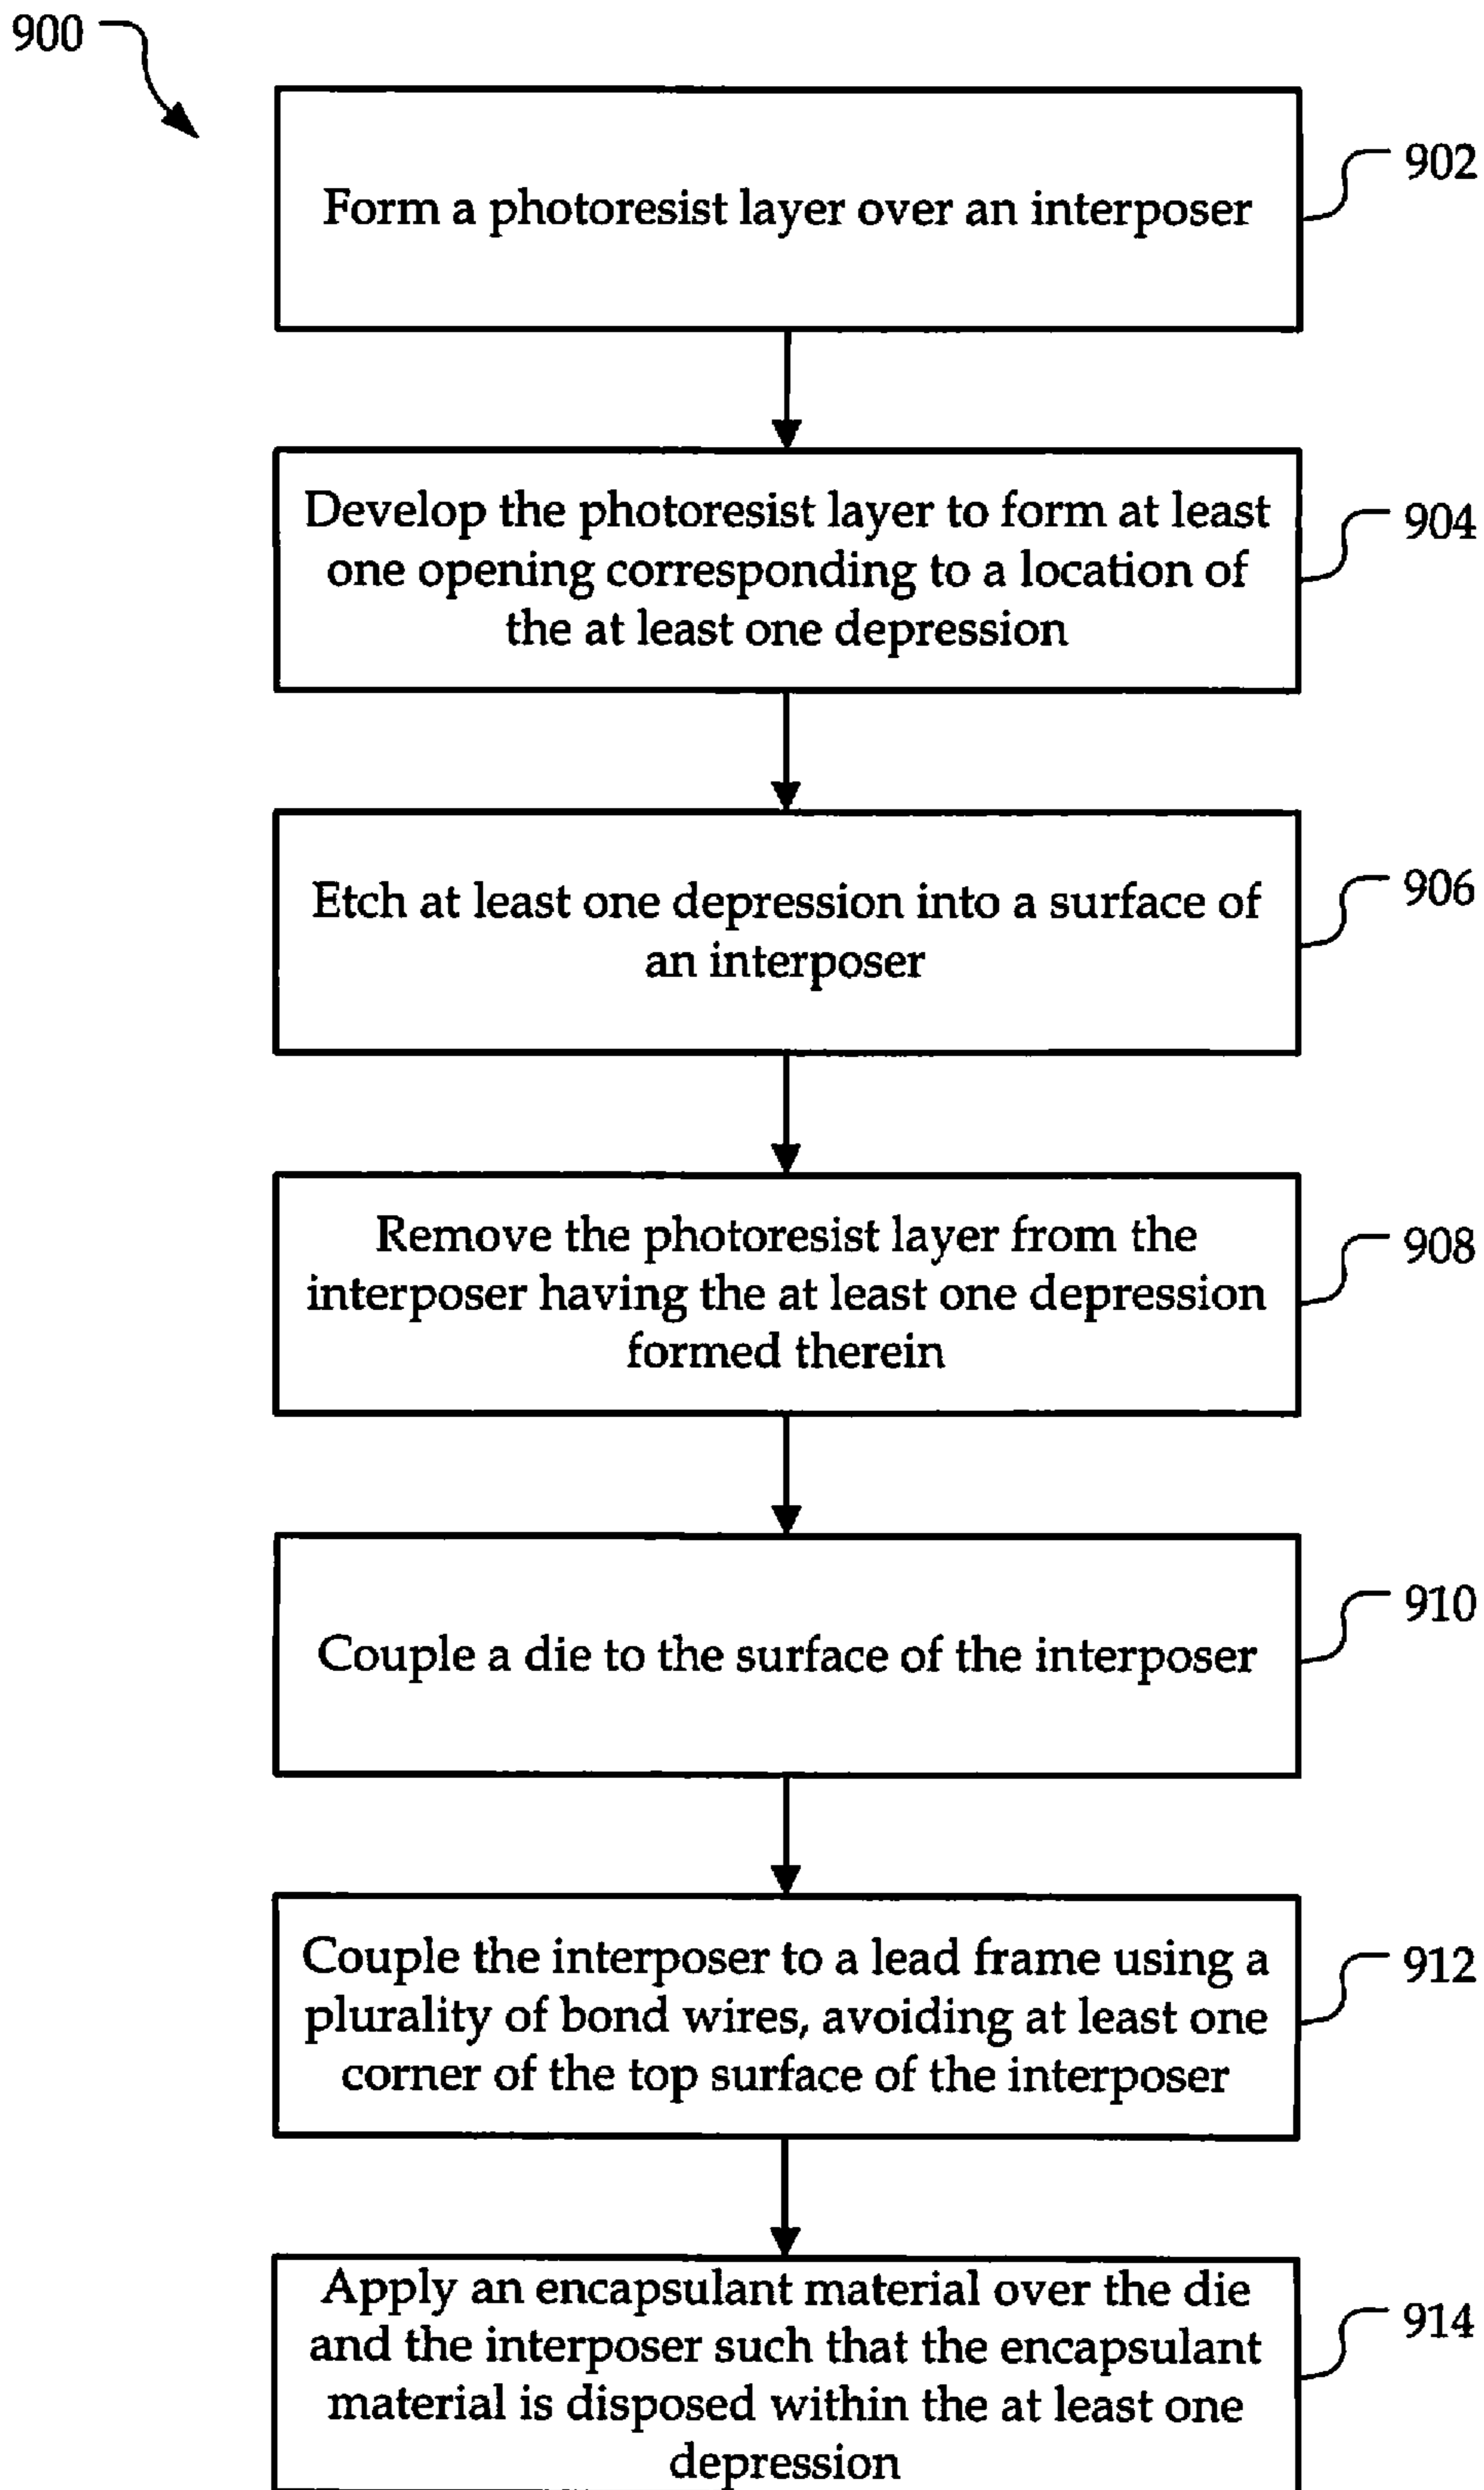 900
Form a photoresist layer over an interposer
902
Develop the photoresist layer to form at least
one opening corresponding to a location of
the at least one depression
904
Etch at least one depression into a surface of
an interposer
906
Remove the photoresist layer from the
interposer having the at least one depression
formed therein
908
Couple a die to the surface of the interposer
910
Couple the interposer to a lead frame using a
plurality of bond wires, avoiding at least one
corner of the top surface of the interposer
912
Apply an encapsulant material over the die
and the interposer such that the encapsulant
material is disposed within the at least one
depression
914